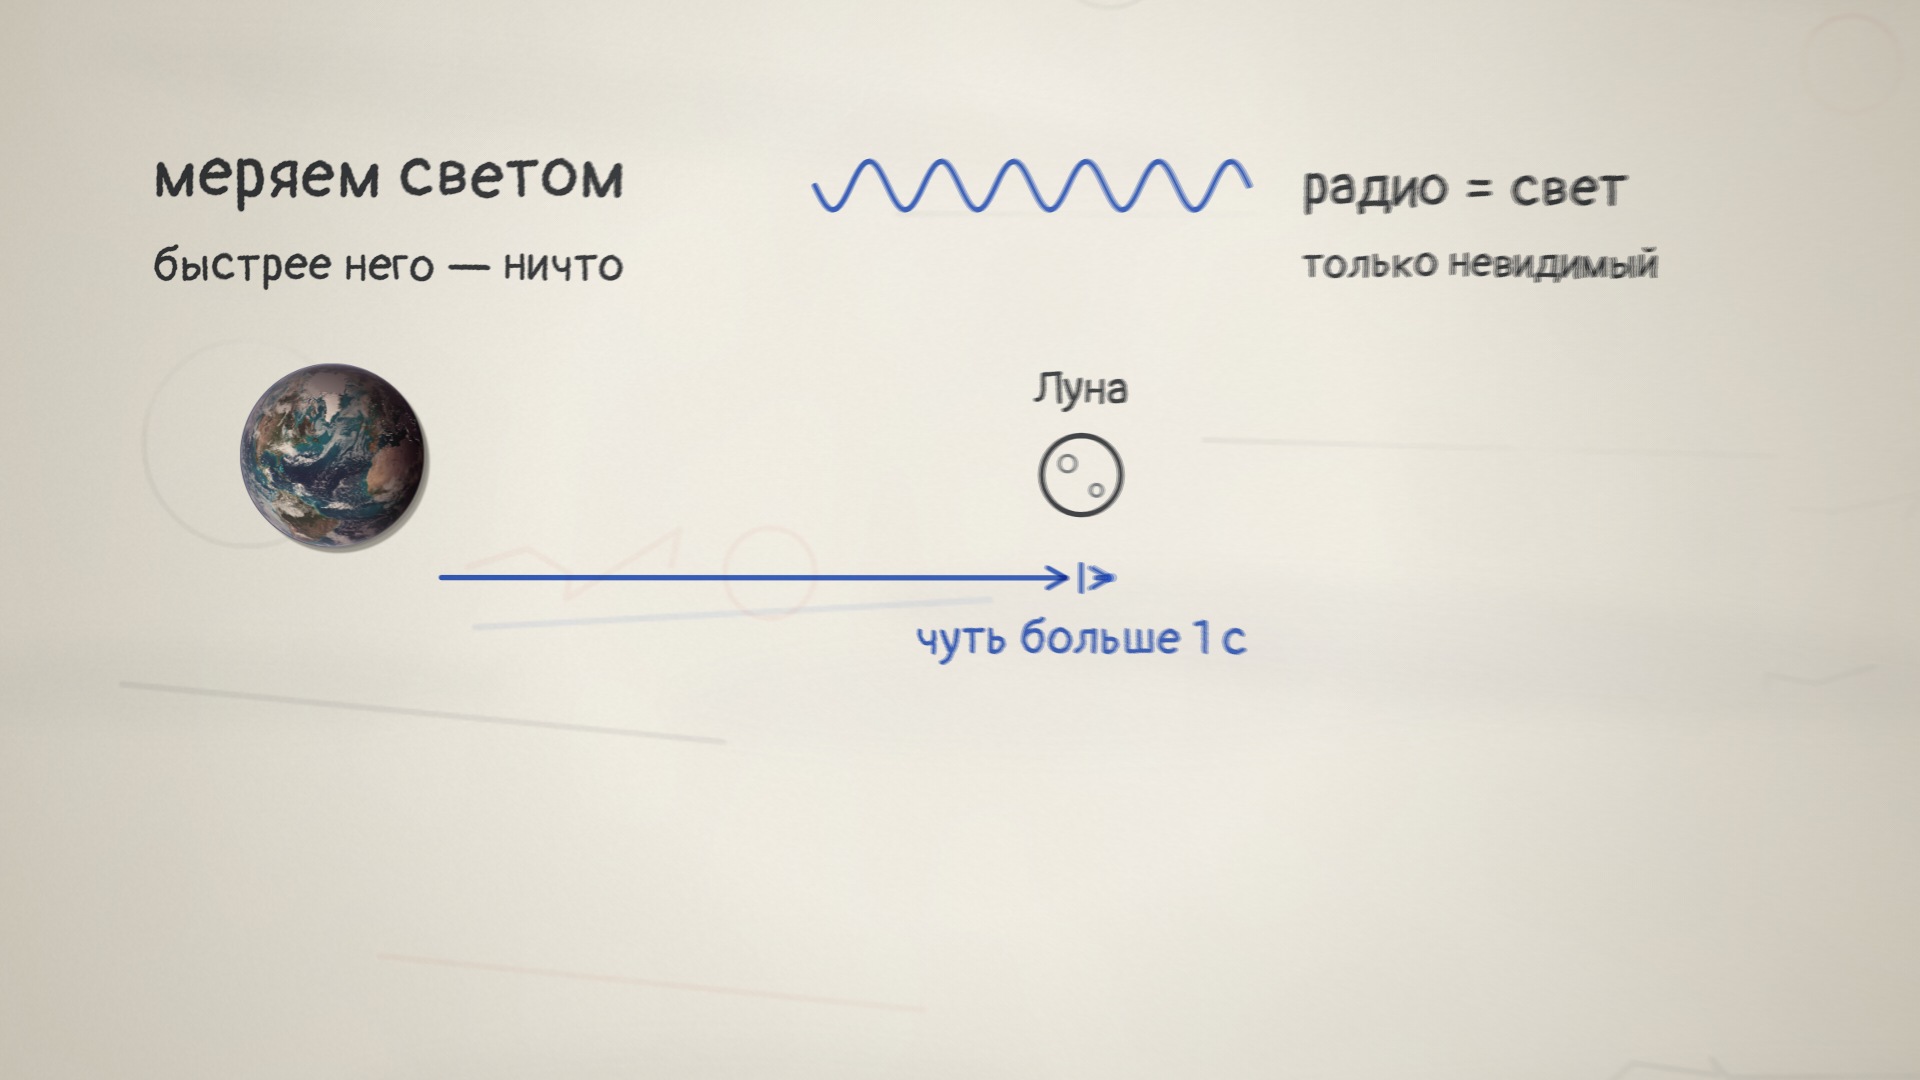 меряем светом
быстрее него — ничто
радио = свет
только невидимый
Луна
чуть больше 1 с